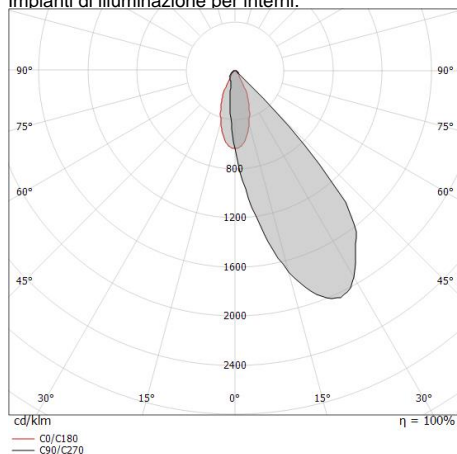 impianti di illuminazione per interni.
90° 90°
75° 75°
60° 60°
800
1200
45° 1600 45°
2000
2400
30° 15° 0° 15° 30°
cd/klm η = 100%
C0/C180
C90/C270